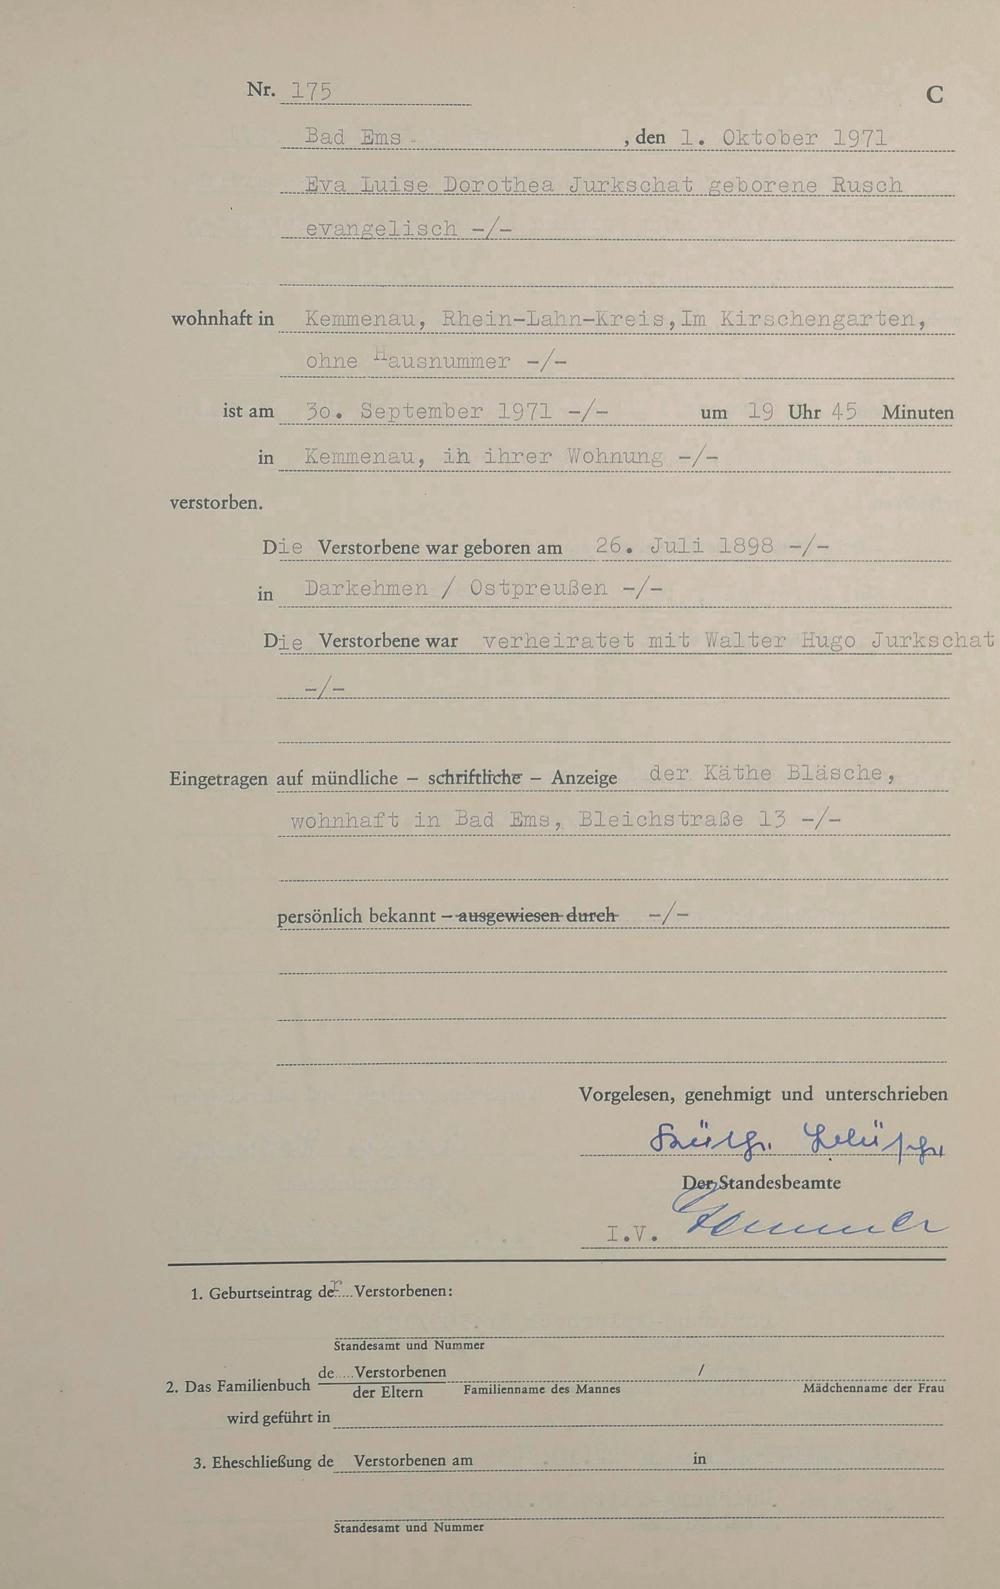 Nr. 175
C
Bad Ems , den 1. Oktober 1971
Eva Luise Dorothea Jurkschat geborene Rusch
evangelisch -/-
wohnhaft in Kemmenau, Rhein-Lahn-Kreis, Im Kirschengarten,
ohne Hausnummer -/-
ist am 30. September 1971 -/- um 19 Uhr 45 Minuten
in Kemmenau, in ihrer Wohnung -/-
verstorben.
Die Verstorbene war geboren am 26. Juli 1898 -/-
in Darkehmen / Ostpreußen -/-
Die Verstorbene war verheiratet mit Walter Hugo Jurkschat
-/-
Eingetragen auf mündliche – schriftliche – Anzeige der Käthe Bläsche,
wohnhaft in Bad Ems, Bleichstraße 13 -/-
persönlich bekannt – ausgewiesen durch -/-
Vorgelesen, genehmigt und unterschrieben
Der Standesbeamte
I.V.
1. Geburtseintrag der Verstorbenen:
Standesamt und Nummer
de.... Verstorbenen /
2. Das Familienbuch der Eltern Familienname des Mannes Mädchenname der Frau
wird geführt in
3. Eheschließung de Verstorbenen am in
Standesamt und Nummer